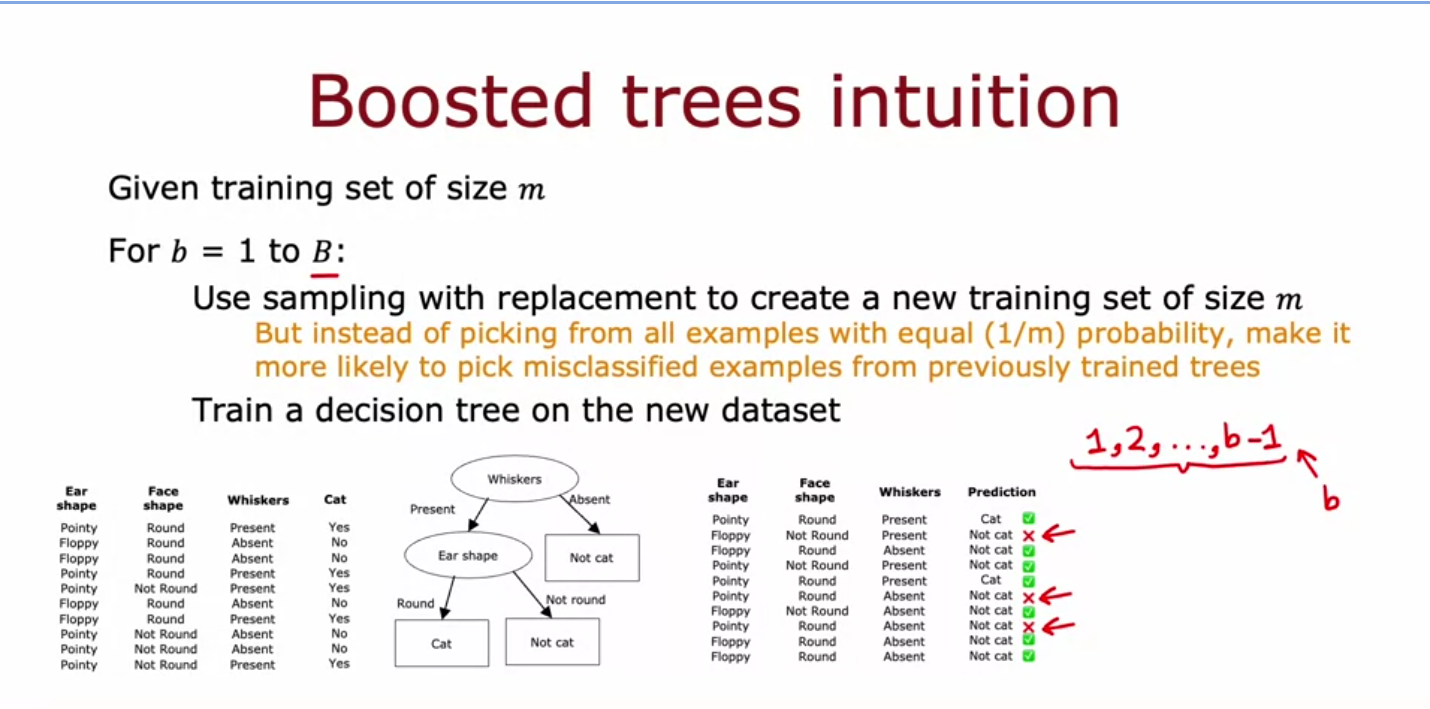 Boosted trees intuition
Given training set of size m
For b = 1 to B:
Use sampling with replacement to create a new training set of size m
But instead of picking from all examples with equal (1/m) probability, make it
more likely to pick misclassified examples from previously trained trees
Train a decision tree on the new dataset
1,2,...,b-1
b
Ear shape Face shape Whiskers Cat
Pointy Round Present Yes
Floppy Round Absent No
Floppy Round Absent No
Pointy Round Present Yes
Pointy Not Round Present Yes
Floppy Round Absent No
Floppy Round Present Yes
Pointy Not Round Absent No
Pointy Not Round Absent No
Pointy Not Round Present Yes
Whiskers
Present
Absent
Ear shape
Not cat
Round
Not round
Cat
Not cat
Ear shape Face shape Whiskers Prediction
Pointy Round Present Cat ✅
Floppy Not Round Present Not cat ×
Floppy Round Absent Not cat ✅
Pointy Not Round Present Not cat ✅
Pointy Round Present Cat ✅
Pointy Round Absent Not cat ×
Floppy Not Round Absent Not cat ✅
Pointy Round Absent Not cat ×
Floppy Round Absent Not cat ✅
Floppy Round Absent Not cat ✅